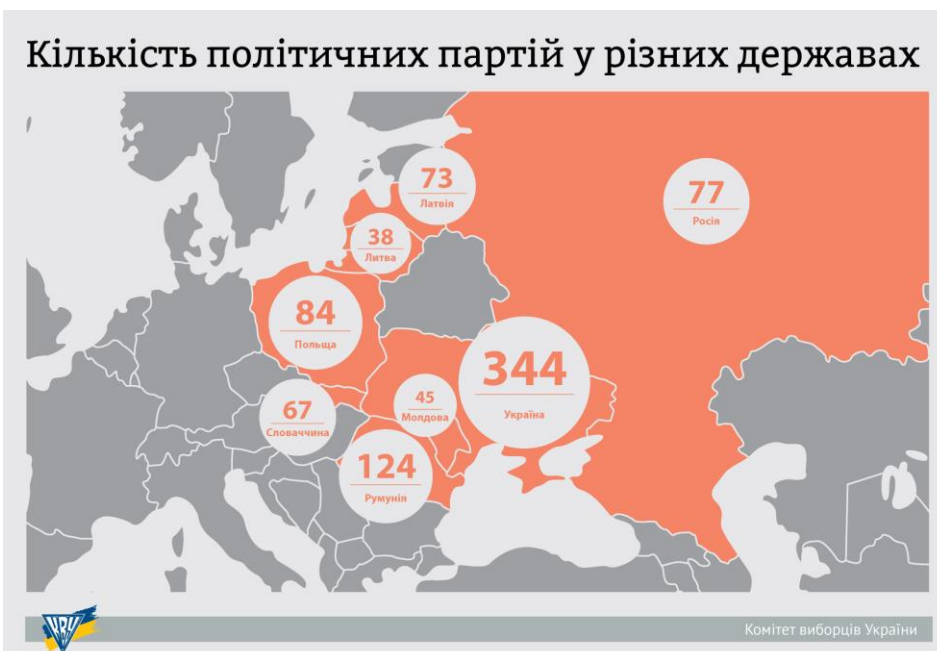 Кількість політичних партій у різних державах
73
Латвія
77
Росія
38
Литва
84
Польща
344
Україна
45
Молдова
67
Словаччина
124
Румунія
КВУ
Комітет виборців України